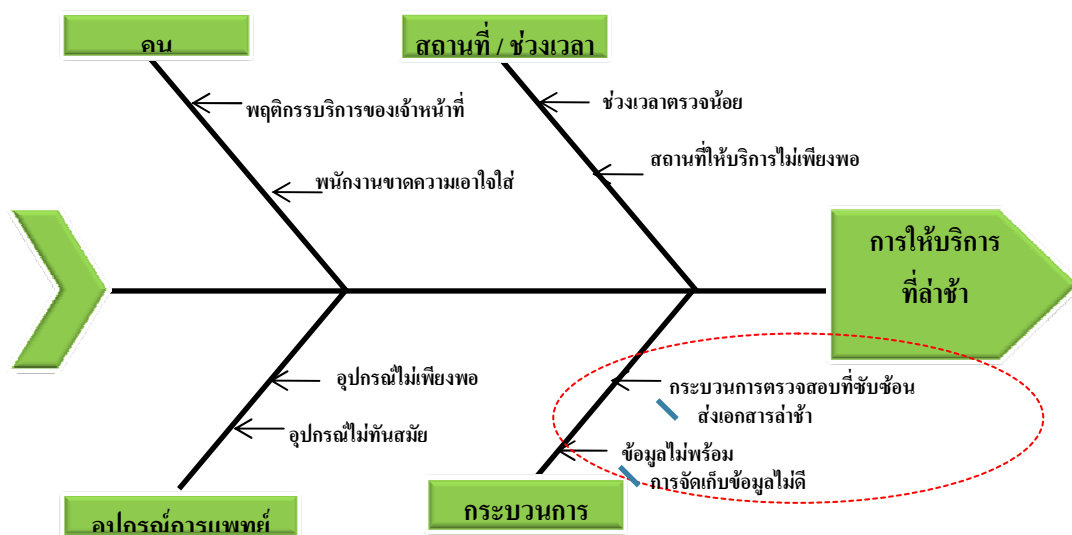 คน
สถานที่ / ช่วงเวลา
พฤติกรรบริการของเจ้าหน้าที่
ช่วงเวลาตรวจน้อย
สถานที่ให้บริการไม่เพียงพอ
พนักงานขาดความเอาใจใส่
การให้บริการ
ที่ล่าช้า
อุปกรณ์ไม่เพียงพอ
อุปกรณ์ไม่ทันสมัย
กระบวนการตรวจสอบที่ซับซ้อน
ส่งเอกสารล่าช้า
ข้อมูลไม่พร้อม
การจัดเก็บข้อมูลไม่ดี
อุปกรณ์การแพทย์
กระบวนการ